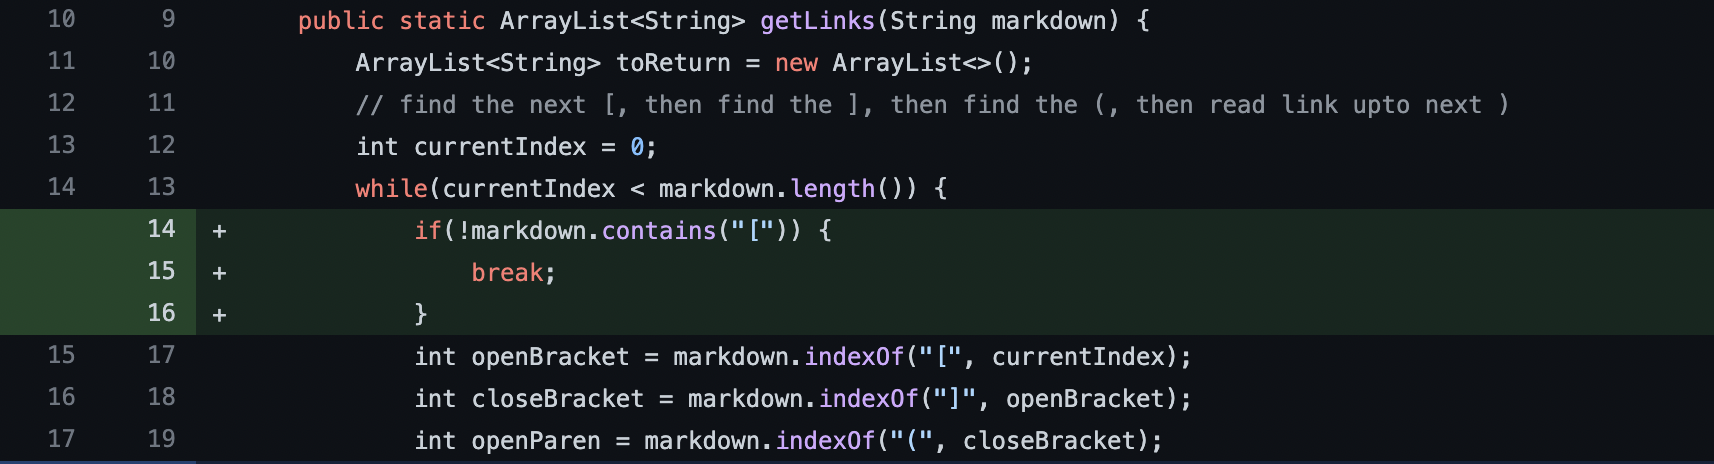 10 9 public static ArrayList<String> getLinks(String markdown) {
11 10 ArrayList<String> toReturn = new ArrayList<>();
12 11 // find the next [, then find the ], then find the (, then read link upto next )
13 12 int currentIndex = 0;
14 13 while(currentIndex < markdown.length()) {
14 + if(!markdown.contains("[")) {
15 + break;
16 + }
15 17 int openBracket = markdown.indexOf("[", currentIndex);
16 18 int closeBracket = markdown.indexOf("]", openBracket);
17 19 int openParen = markdown.indexOf("(", closeBracket);